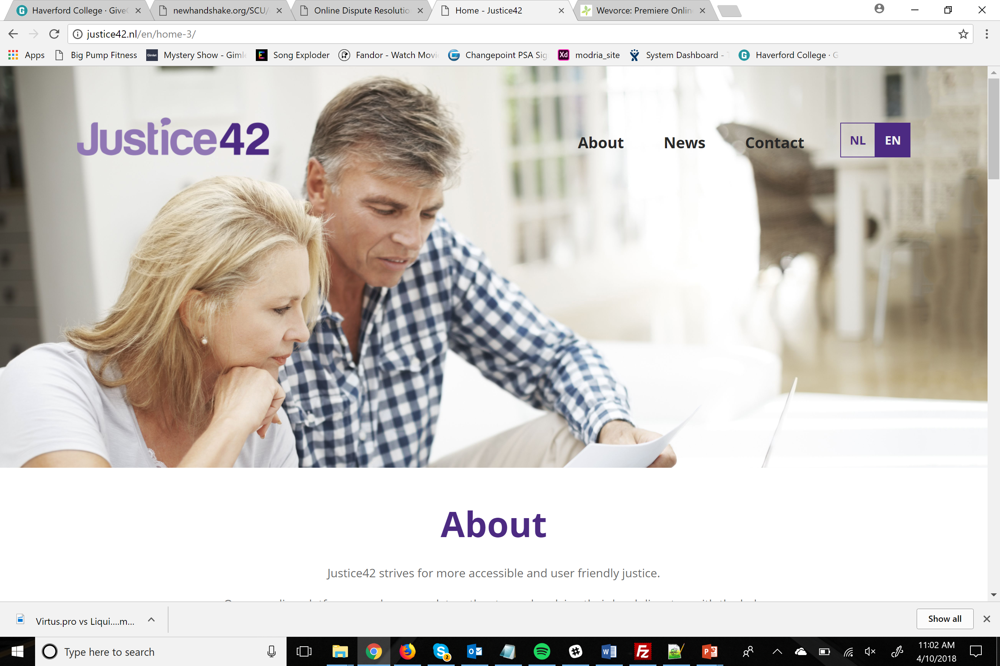 Haverford College · Give
newhandshake.org/SCU/
Online Dispute Resolutio
Home - Justice42
Wevorce: Premiere Onlin
justice42.nl/en/home-3/
Apps
Big Pump Fitness
Gimlet
Mystery Show - Giml
Song Exploder
Fandor - Watch Movi
Changepoint PSA Sig
Xd
modria_site
System Dashboard -
Haverford College · G
Justice42
About
News
Contact
NL
EN
About
Justice42 strives for more accessible and user friendly justice.
Virtus.pro vs Liqui....m...
Show all
Type here to search
2
11:02 AM
4/10/2018